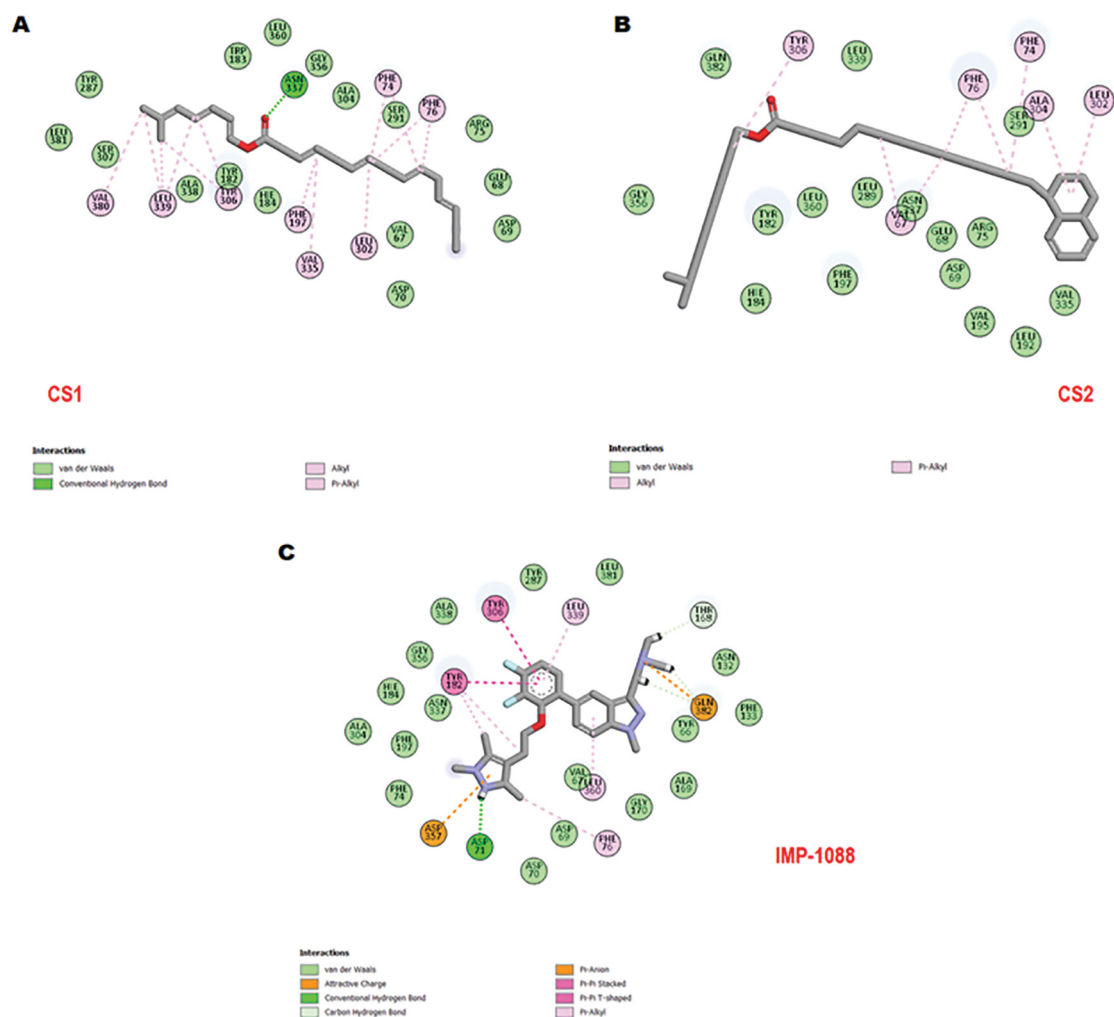 A
LEU
360
TRP
183
GLY
356
TYR
287
ASN
337
ALA
304
PHE
74
SER
291
PHE
76
ARG
75
LEU
381
SER
307
TYR
182
ALA
338
TYR
306
HIE
184
GLU
68
VAL
380
LEU
339
PHE
197
VAL
67
ASP
69
LEU
302
VAL
335
ASP
70
CS1
Interactions
van der Waals
Conventional Hydrogen Bond
Alkyl
Pi-Alkyl
B
TYR
306
PHE
74
GLN
382
LEU
339
PHE
76
LEU
302
ALA
304
SER
291
GLY
356
TYR
182
LEU
360
LEU
289
ASN
337
VAL
67
GLU
68
ARG
75
ASP
69
PHE
197
HIE
184
VAL
335
VAL
195
LEU
192
CS2
Interactions
van der Waals
Alkyl
Pi-Alkyl
C
TYR
287
LEU
381
TYR
306
LEU
339
ALA
338
THR
168
GLY
356
ASN
132
TYR
182
HIE
184
ASN
337
GLN
382
PHE
133
TYR
66
ALA
304
PHE
197
VAL
67
LEU
360
ALA
169
PHE
74
GLY
170
ASP
357
ASP
71
ASP
69
PHE
76
ASP
70
IMP-1088
Interactions
van der Waals
Attractive Charge
Conventional Hydrogen Bond
Carbon Hydrogen Bond
Pi-Anion
Pi-Pi Stacked
Pi-Pi T-shaped
Pi-Alkyl